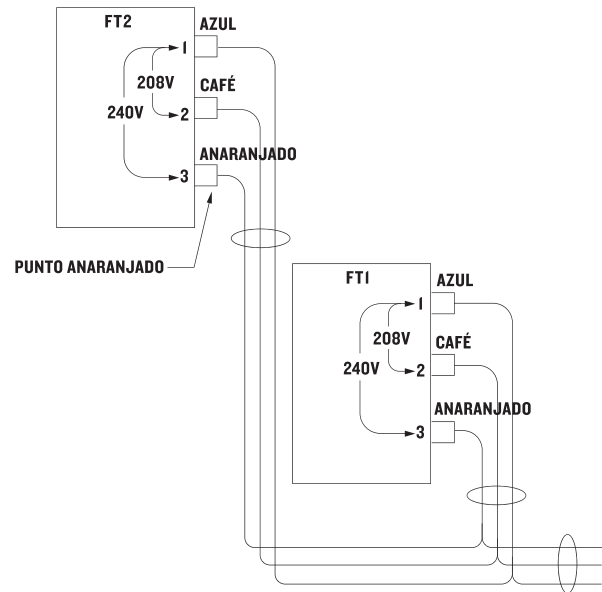 FT2
AZUL
1
208V
CAFÉ
240V
2
ANARANJADO
3
PUNTO ANARANJADO
FT1
AZUL
1
208V
CAFÉ
240V
2
ANARANJADO
3